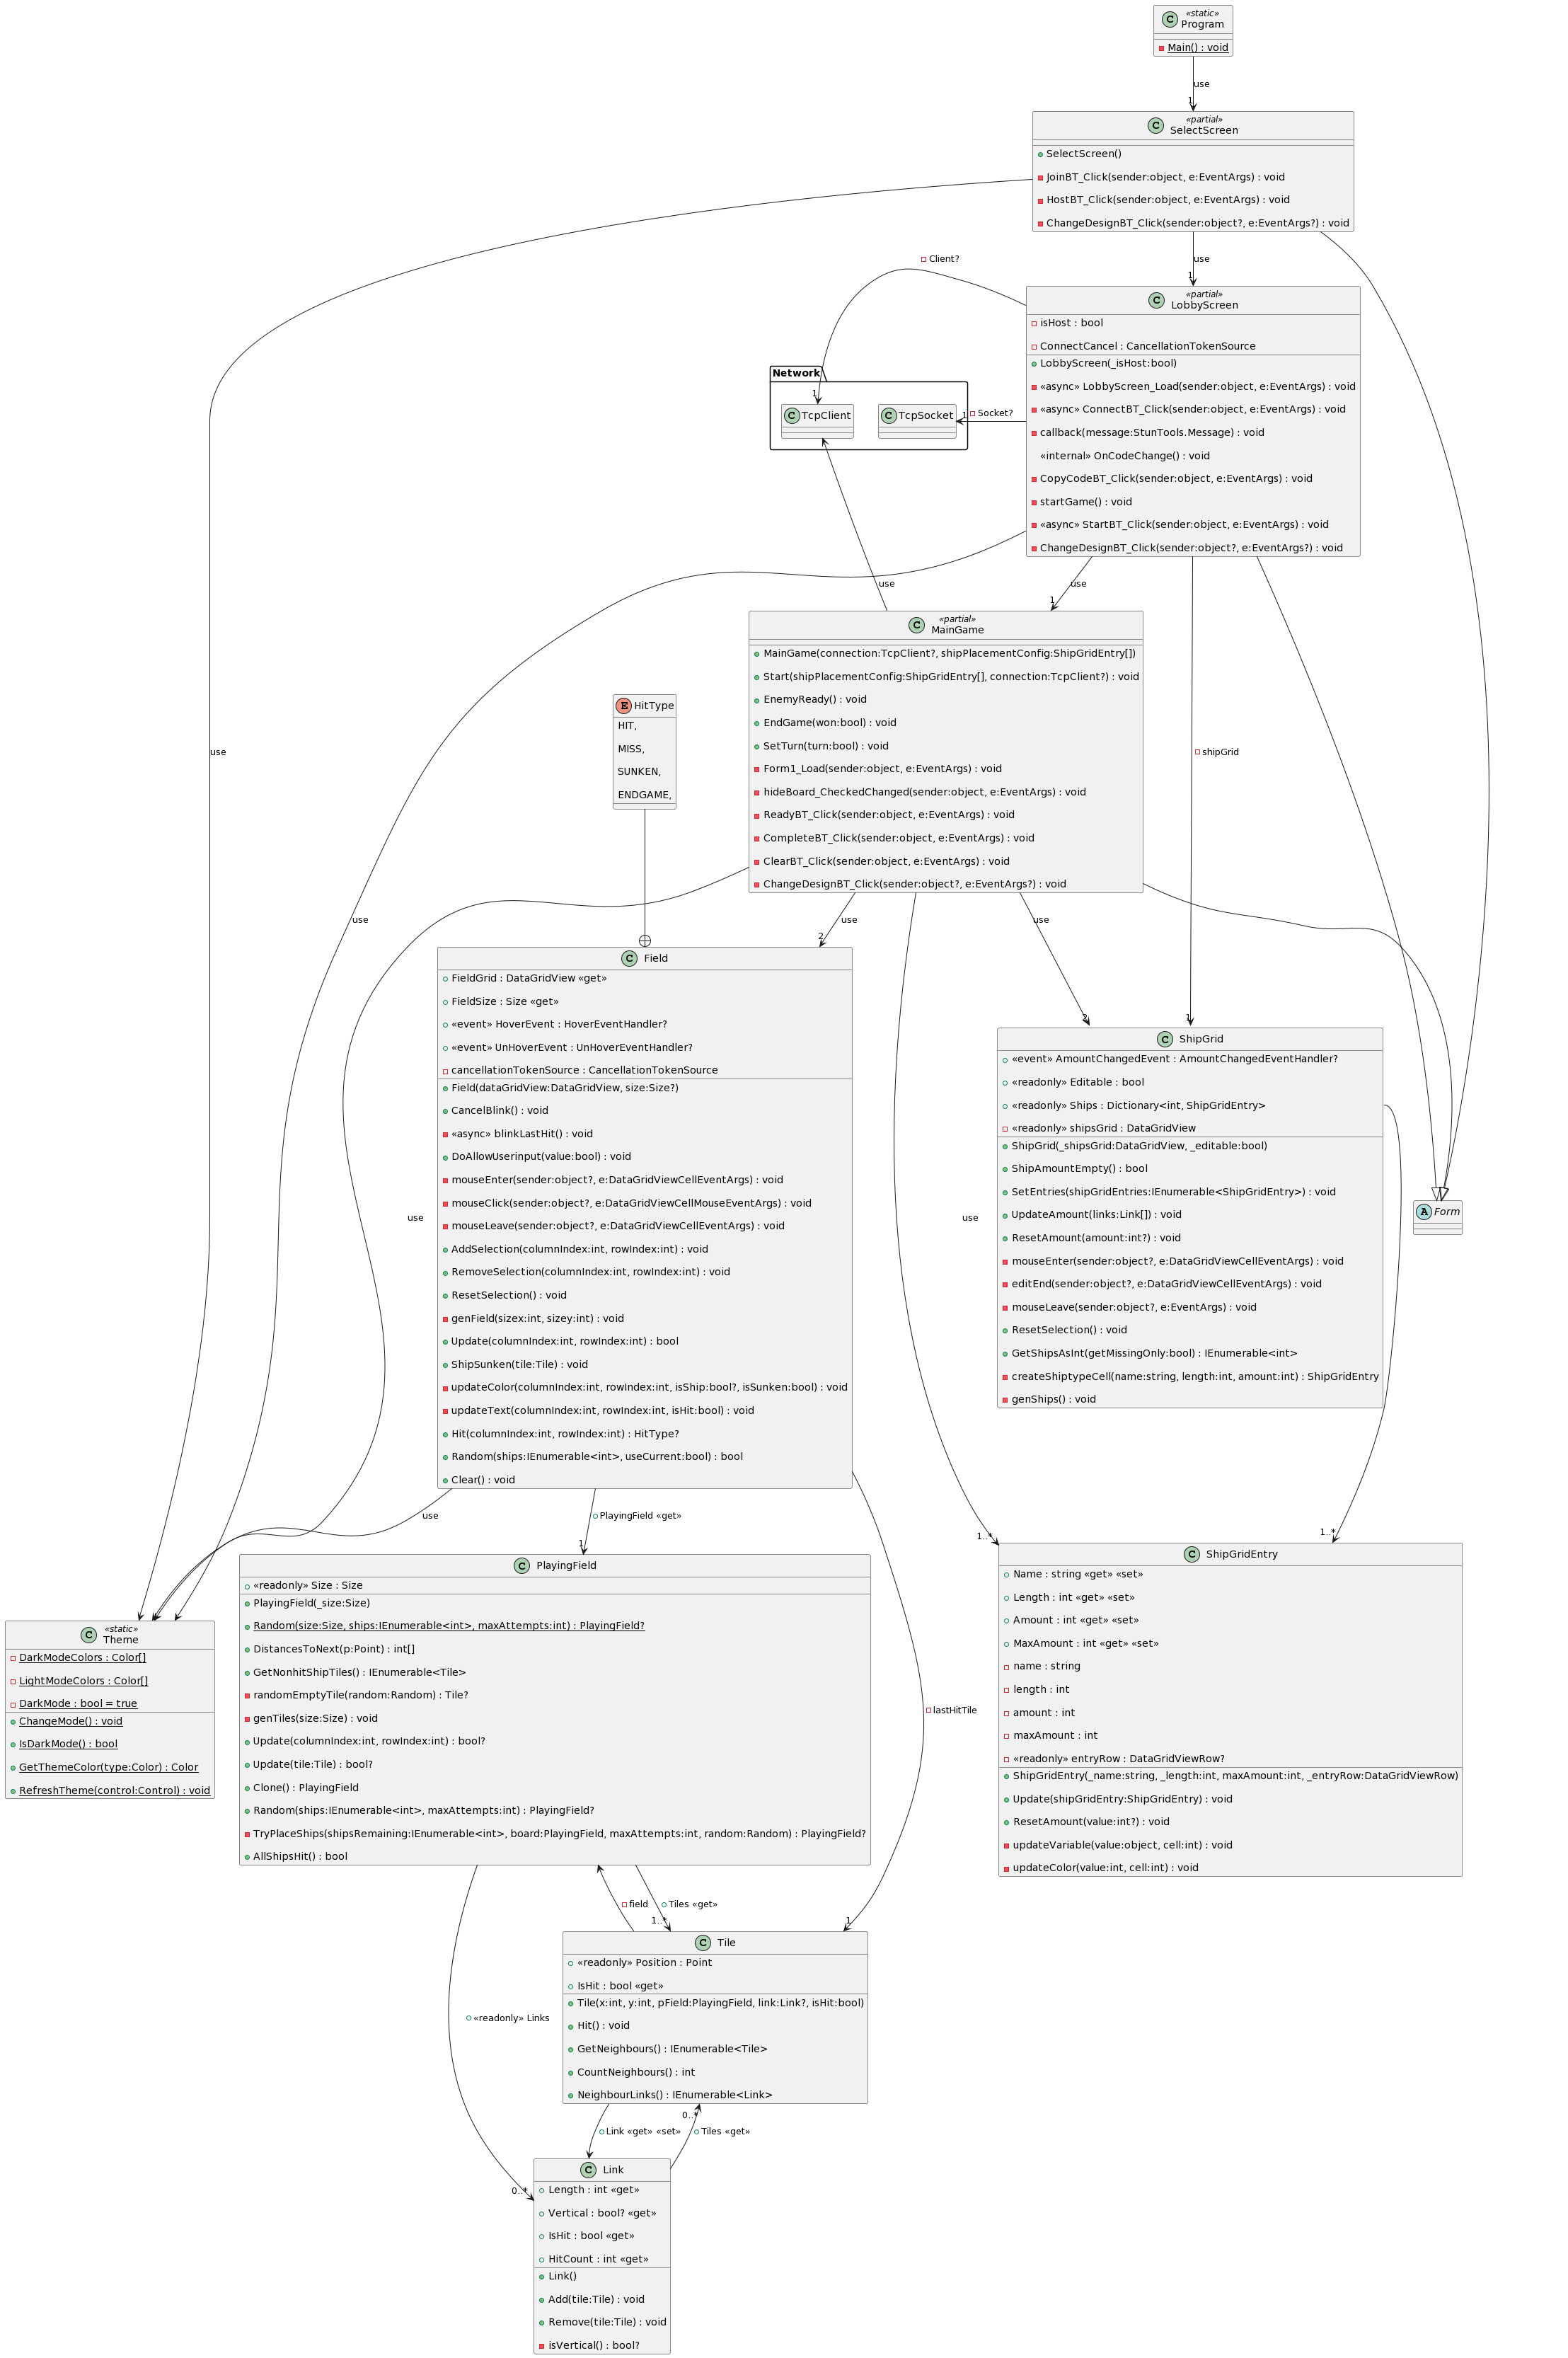 «static»
C Program
Main() : void
use
1
«partial»
C SelectScreen
SelectScreen()
JoinBT_Click(sender:object, e:EventArgs) : void
HostBT_Click(sender:object, e:EventArgs) : void
ChangeDesignBT_Click(sender:object?, e:EventArgs?) : void
use
1
Client?
«partial»
C LobbyScreen
isHost : bool
ConnectCancel : CancellationTokenSource
LobbyScreen(_isHost:bool)
«async» LobbyScreen_Load(sender:object, e:EventArgs) : void
«async» ConnectBT_Click(sender:object, e:EventArgs) : void
callback(message:StunTools.Message) : void
«internal» OnCodeChange() : void
CopyCodeBT_Click(sender:object, e:EventArgs) : void
startGame() : void
«async» StartBT_Click(sender:object, e:EventArgs) : void
ChangeDesignBT_Click(sender:object?, e:EventArgs?) : void
Network
1
C TcpClient
C TcpSocket
1
Socket?
use
use
1
«partial»
C MainGame
MainGame(connection:TcpClient?, shipPlacementConfig:ShipGridEntry[])
Start(shipPlacementConfig:ShipGridEntry[], connection:TcpClient?) : void
EnemyReady() : void
EndGame(won:bool) : void
SetTurn(turn:bool) : void
Form1_Load(sender:object, e:EventArgs) : void
hideBoard_CheckedChanged(sender:object, e:EventArgs) : void
ReadyBT_Click(sender:object, e:EventArgs) : void
CompleteBT_Click(sender:object, e:EventArgs) : void
ClearBT_Click(sender:object, e:EventArgs) : void
ChangeDesignBT_Click(sender:object?, e:EventArgs?) : void
E HitType
HIT,
MISS,
SUNKEN,
ENDGAME,
use
shipGrid
use
use
2
use
2
1
C Field
FieldGrid : DataGridView «get»
FieldSize : Size «get»
«event» HoverEvent : HoverEventHandler?
«event» UnHoverEvent : UnHoverEventHandler?
cancellationTokenSource : CancellationTokenSource
Field(dataGridView:DataGridView, size:Size?)
CancelBlink() : void
«async» blinkLastHit() : void
DoAllowUserinput(value:bool) : void
mouseEnter(sender:object?, e:DataGridViewCellEventArgs) : void
mouseClick(sender:object?, e:DataGridViewCellMouseEventArgs) : void
mouseLeave(sender:object?, e:DataGridViewCellEventArgs) : void
AddSelection(columnIndex:int, rowIndex:int) : void
RemoveSelection(columnIndex:int, rowIndex:int) : void
ResetSelection() : void
genField(sizex:int, sizey:int) : void
Update(columnIndex:int, rowIndex:int) : bool
ShipSunken(tile:Tile) : void
updateColor(columnIndex:int, rowIndex:int, isShip:bool?, isSunken:bool) : void
updateText(columnIndex:int, rowIndex:int, isHit:bool) : void
Hit(columnIndex:int, rowIndex:int) : HitType?
Random(ships:IEnumerable<int>, useCurrent:bool) : bool
Clear() : void
C ShipGrid
«event» AmountChangedEvent : AmountChangedEventHandler?
«readonly» Editable : bool
«readonly» Ships : Dictionary<int, ShipGridEntry>
«readonly» shipsGrid : DataGridView
ShipGrid(_shipsGrid:DataGridView, _editable:bool)
ShipAmountEmpty() : bool
SetEntries(shipGridEntries:IEnumerable<ShipGridEntry>) : void
UpdateAmount(links:Link[]) : void
ResetAmount(amount:int?) : void
mouseEnter(sender:object?, e:DataGridViewCellEventArgs) : void
editEnd(sender:object?, e:DataGridViewCellEventArgs) : void
mouseLeave(sender:object?, e:EventArgs) : void
ResetSelection() : void
GetShipsAsInt(getMissingOnly:bool) : IEnumerable<int>
createShiptypeCell(name:string, length:int, amount:int) : ShipGridEntry
genShips() : void
A Form
use
use
use
PlayingField «get»
1
1..*
1..*
C PlayingField
«readonly» Size : Size
PlayingField(_size:Size)
Random(size:Size, ships:IEnumerable<int>, maxAttempts:int) : PlayingField?
DistancesToNext(p:Point) : int[]
GetNonhitShipTiles() : IEnumerable<Tile>
randomEmptyTile(random:Random) : Tile?
genTiles(size:Size) : void
Update(columnIndex:int, rowIndex:int) : bool?
Update(tile:Tile) : bool?
Clone() : PlayingField
Random(ships:IEnumerable<int>, maxAttempts:int) : PlayingField?
TryPlaceShips(shipsRemaining:IEnumerable<int>, board:PlayingField, maxAttempts:int, random:Random) : PlayingField?
AllShipsHit() : bool
C ShipGridEntry
Name : string «get» «set»
Length : int «get» «set»
Amount : int «get» «set»
MaxAmount : int «get» «set»
name : string
length : int
amount : int
maxAmount : int
«readonly» entryRow : DataGridViewRow?
ShipGridEntry(_name:string, _length:int, maxAmount:int, _entryRow:DataGridViewRow)
Update(shipGridEntry:ShipGridEntry) : void
ResetAmount(value:int?) : void
updateVariable(value:object, cell:int) : void
updateColor(value:int, cell:int) : void
«static»
C Theme
DarkModeColors : Color[]
LightModeColors : Color[]
DarkMode : bool = true
ChangeMode() : void
IsDarkMode() : bool
GetThemeColor(type:Color) : Color
RefreshTheme(control:Control) : void
lastHitTile
field
Tiles «get»
1..*
1
C Tile
«readonly» Position : Point
IsHit : bool «get»
Tile(x:int, y:int, pField:PlayingField, link:Link?, isHit:bool)
Hit() : void
GetNeighbours() : IEnumerable<Tile>
CountNeighbours() : int
NeighbourLinks() : IEnumerable<Link>
«readonly» Links
0..*
Link «get» «set»
Tiles «get»
0..*
C Link
Length : int «get»
Vertical : bool? «get»
IsHit : bool «get»
HitCount : int «get»
Link()
Add(tile:Tile) : void
Remove(tile:Tile) : void
isVertical() : bool?